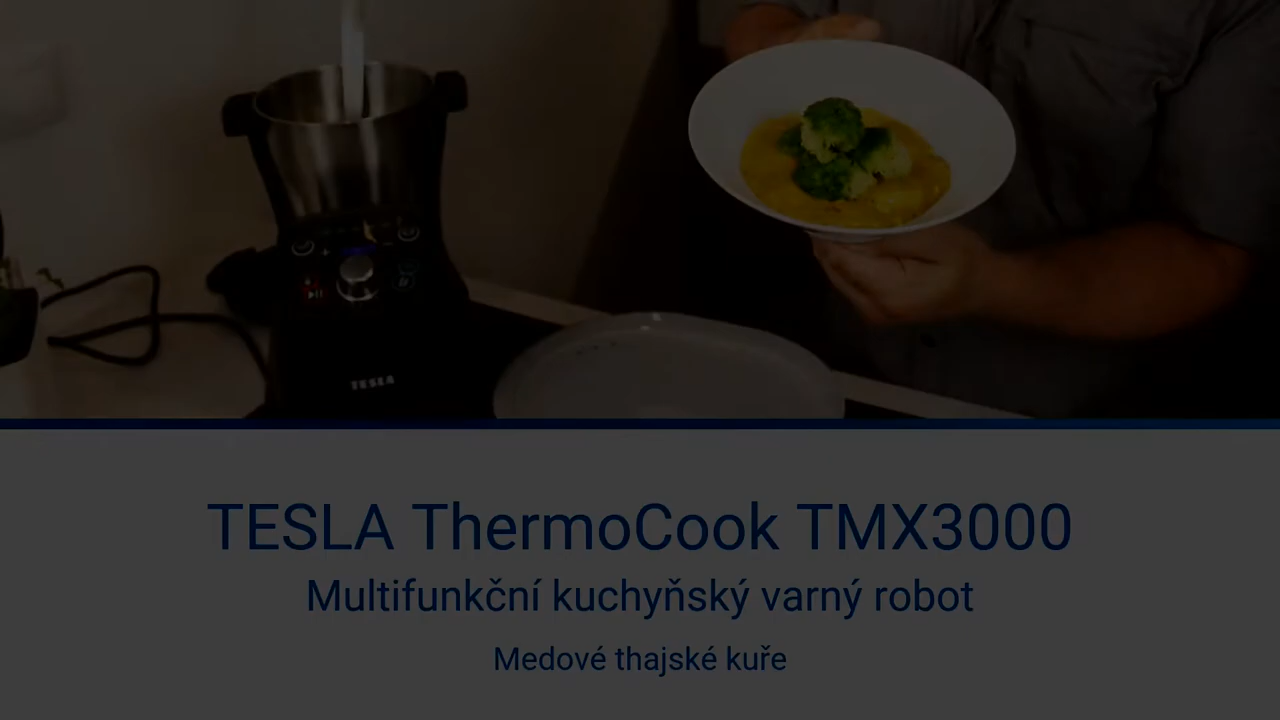 TESLA
TESLA ThermoCook TMX3000
Multifunkční kuchyňský varný robot
Medové thajské kuře